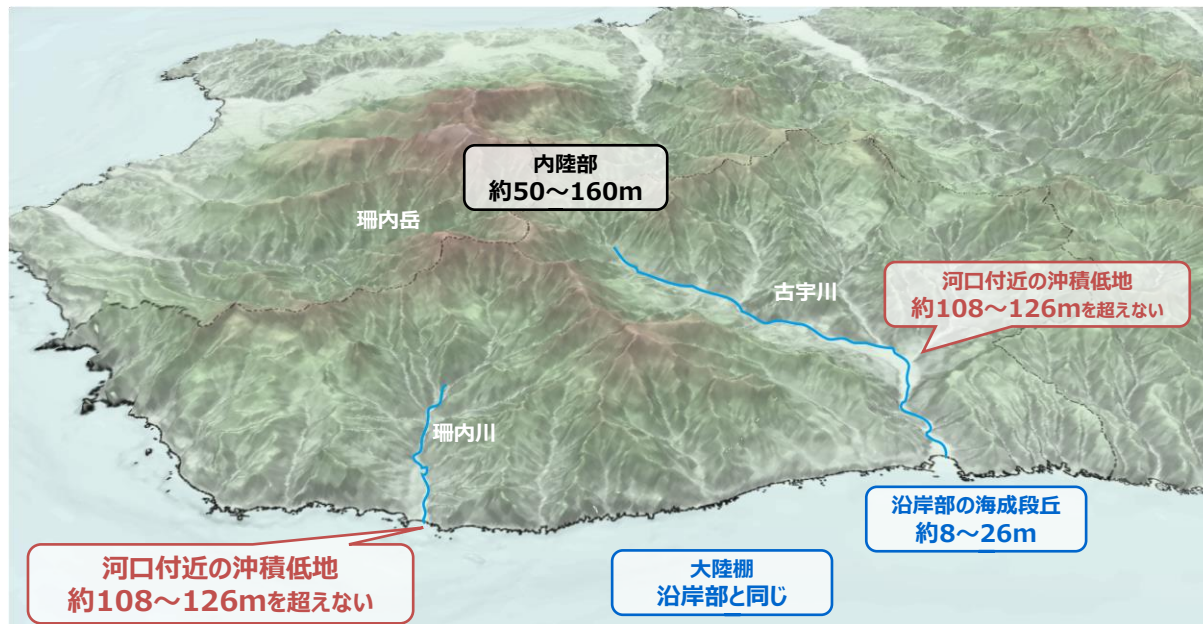 内陸部
約50～160m
珊内岳
古宇川
河口付近の沖積低地
約108～126mを超えない
珊内川
沿岸部の海成段丘
約8～26m
河口付近の沖積低地
約108～126mを超えない
大陸棚
沿岸部と同じ